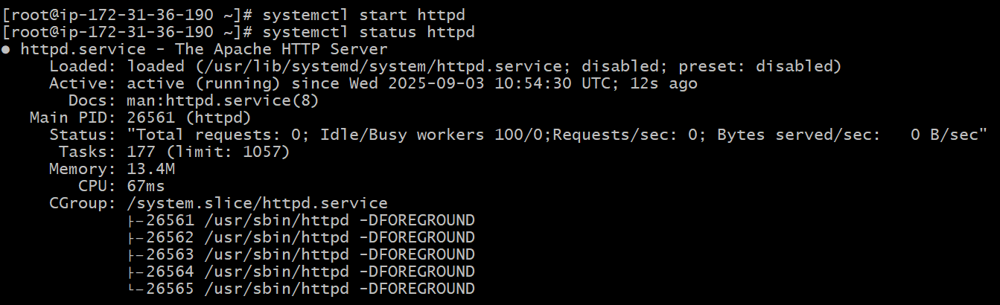 [root@ip-172-31-36-190 ~]# systemctl start httpd
[root@ip-172-31-36-190 ~]# systemctl status httpd
● httpd.service - The Apache HTTP Server
     Loaded: loaded (/usr/lib/systemd/system/httpd.service; disabled; preset: disabled)
     Active: active (running) since Wed 2025-09-03 10:54:30 UTC; 12s ago
       Docs: man:httpd.service(8)
   Main PID: 26561 (httpd)
     Status: "Total requests: 0; Idle/Busy workers 100/0;Requests/sec: 0; Bytes served/sec:   0 B/sec"
      Tasks: 177 (limit: 1057)
     Memory: 13.4M
        CPU: 67ms
     CGroup: /system.slice/httpd.service
             ├─26561 /usr/sbin/httpd -DFOREGROUND
             ├─26562 /usr/sbin/httpd -DFOREGROUND
             ├─26563 /usr/sbin/httpd -DFOREGROUND
             ├─26564 /usr/sbin/httpd -DFOREGROUND
             └─26565 /usr/sbin/httpd -DFOREGROUND